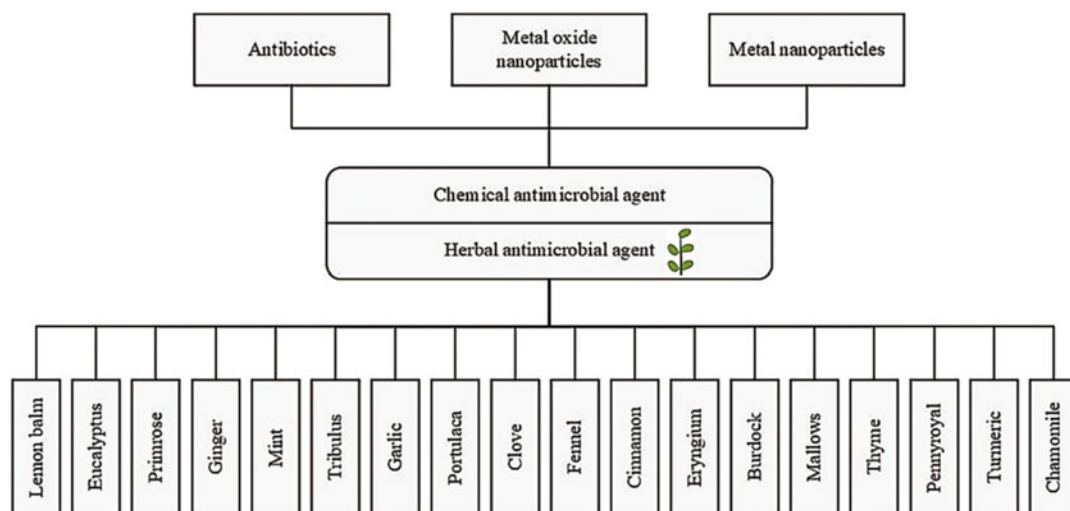 Antibiotics
Metal oxide
nanoparticles
Metal nanoparticles
Chemical antimicrobial agent
Herbal antimicrobial agent
Lemon balm
Eucalyptus
Primrose
Ginger
Mint
Tribulus
Garlic
Portulaca
Clove
Fennel
Cinnamon
Eryngium
Burdock
Mallows
Thyme
Pennyroyal
Turmeric
Chamomile